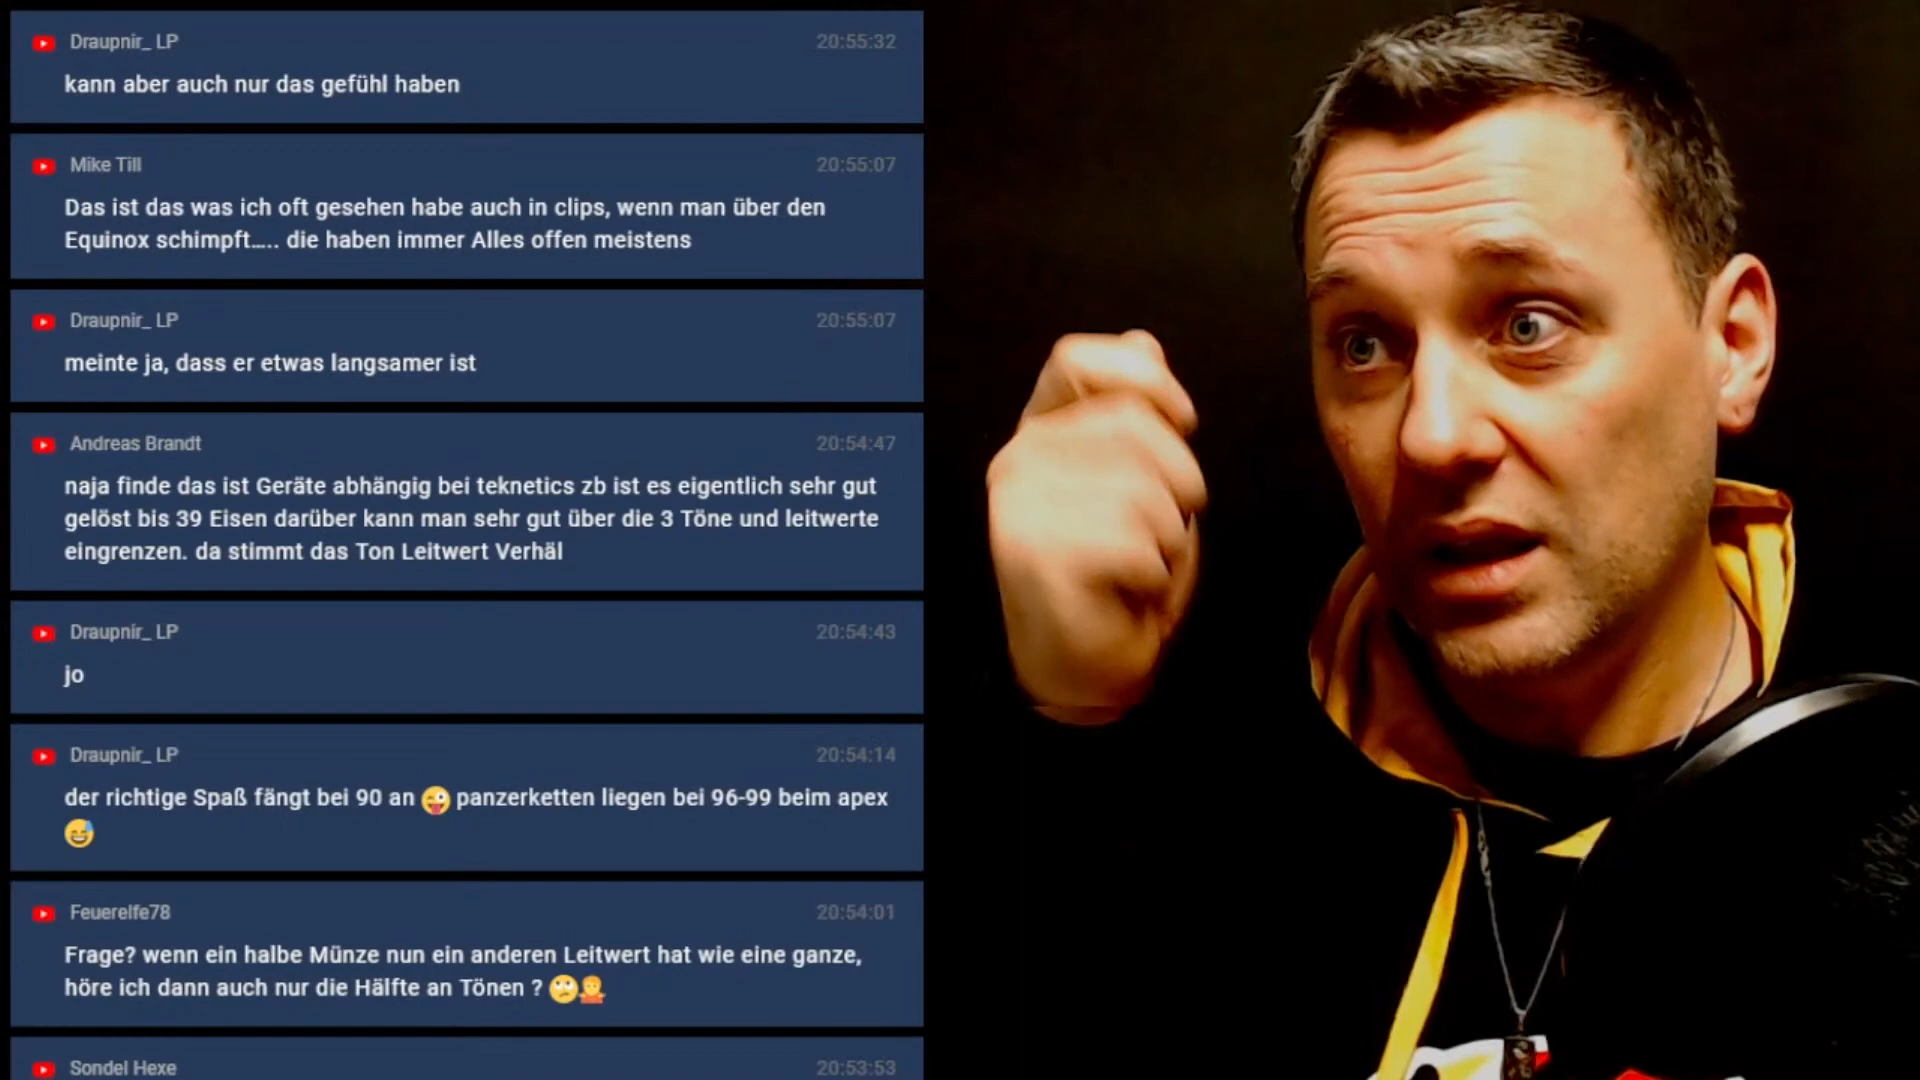 Draupnir_ LP 20:55:32
kann aber auch nur das gefühl haben
Mike Till 20:55:07
Das ist das was ich oft gesehen habe auch in clips, wenn man über den
Equinox schimpft..... die haben immer Alles offen meistens
Draupnir_ LP 20:55:07
meinte ja, dass er etwas langsamer ist
Andreas Brandt 20:54:47
naja finde das ist Geräte abhängig bei teknetics zb ist es eigentlich sehr gut
gelöst bis 39 Eisen darüber kann man sehr gut über die 3 Töne und leitwerte
eingrenzen. da stimmt das Ton Leitwert Verhäl
Draupnir_ LP 20:54:43
jo
Draupnir_ LP 20:54:14
der richtige Spaß fängt bei 90 an 😜 panzerketten liegen bei 96-99 beim apex
😅
Feuerelfe78 20:54:01
Frage? wenn ein halbe Münze nun ein anderen Leitwert hat wie eine ganze,
höre ich dann auch nur die Hälfte an Tönen ? 🙄🤷
Sondel Hexe 20:53:53